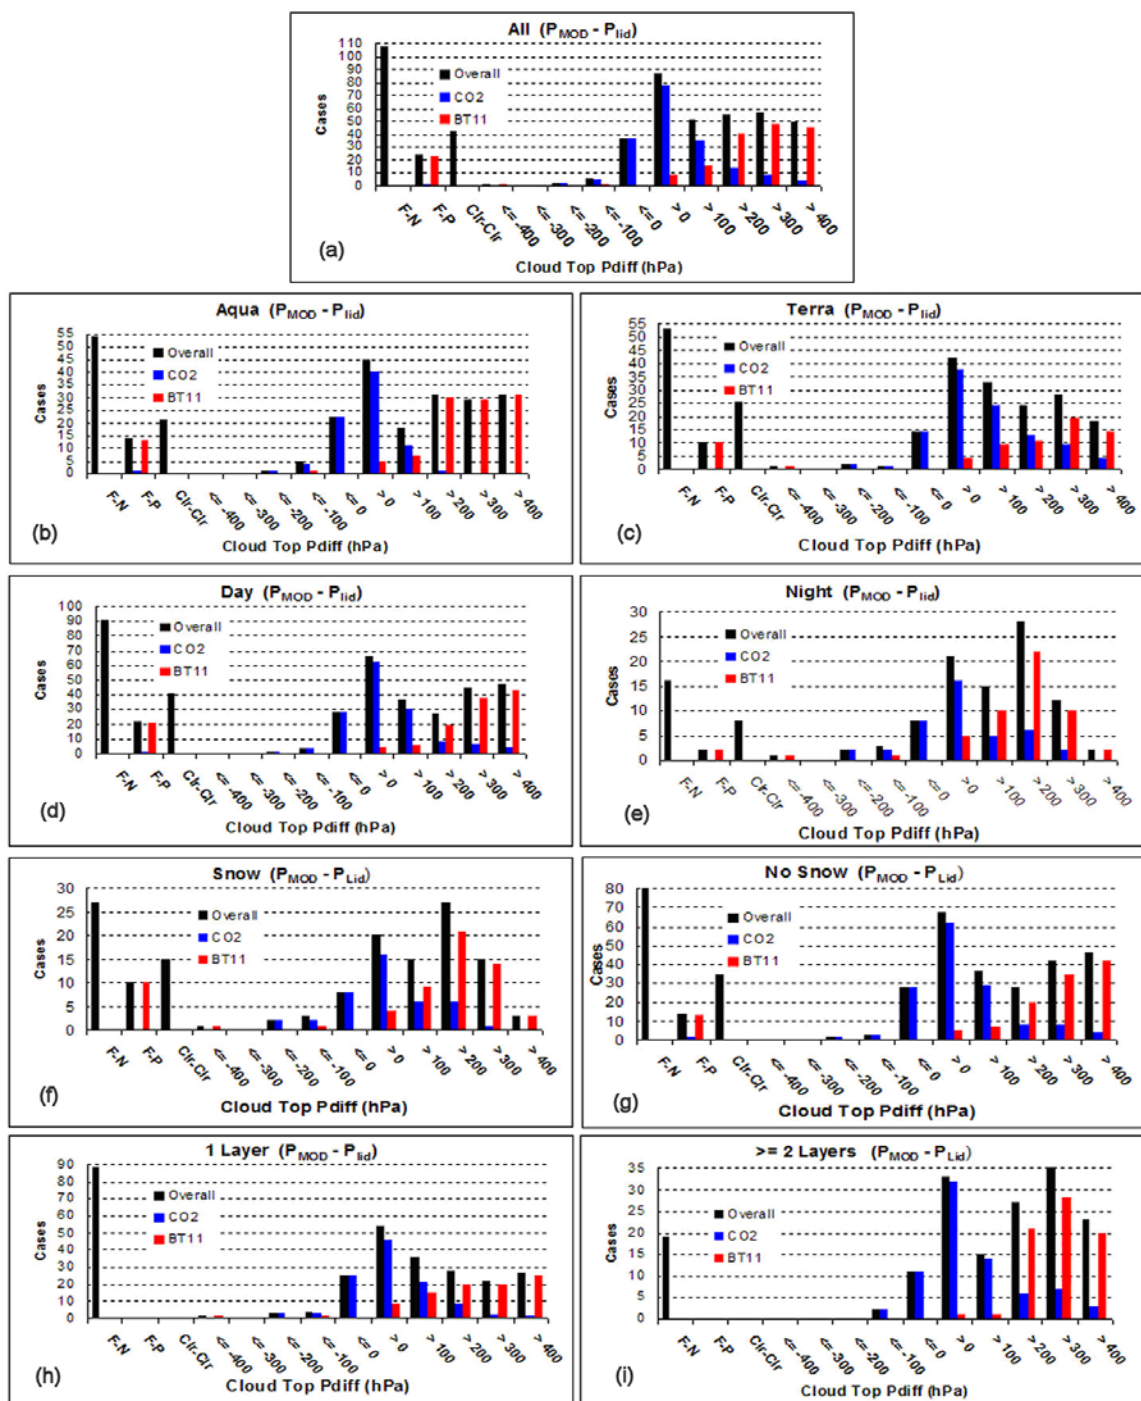 All (PMOD - Plid)
110
100
90
80
70
60
50
40
30
20
10
0
Cases
Overall
CO2
BT11
F-N
F-P
Clr-Clr
<= -400
<= -300
<= -200
<= -100
<= 0
> 0
> 100
> 200
> 300
> 400
(a)
Cloud Top Pdiff (hPa)
Aqua (PMOD - Plid)
55
50
45
40
35
30
25
20
15
10
5
0
Cases
Overall
CO2
BT11
F-N
F-P
Clr-Clr
<= -400
<= -300
<= -200
<= -100
<= 0
> 0
> 100
> 200
> 300
> 400
(b)
Cloud Top Pdiff (hPa)
Terra (PMOD - Plid)
55
50
45
40
35
30
25
20
15
10
5
0
Cases
Overall
CO2
BT11
F-N
F-P
Clr-Clr
<= -400
<= -300
<= -200
<= -100
<= 0
> 0
> 100
> 200
> 300
> 400
(c)
Cloud Top Pdiff (hPa)
Day (PMOD - Plid)
100
90
80
70
60
50
40
30
20
10
0
Cases
Overall
CO2
BT11
F-N
F-P
Clr-Clr
<= -400
<= -300
<= -200
<= -100
<=0
> 0
> 100
> 200
> 300
> 400
(d)
Cloud Top Pdiff (hPa)
Night (PMOD - Plid)
30
25
20
15
10
5
0
Cases
Overall
CO2
BT11
F-N
F-P
Clr-Clr
<= -400
<= -300
<= -200
<= -100
<= 0
> 0
> 100
> 200
> 300
> 400
(e)
Cloud Top Pdiff (hPa)
Snow (PMOD - PLid)
30
25
20
15
10
5
0
Cases
Overall
CO2
BT11
F-N
F-P
Clr-Clr
<= -400
<= -300
<= -200
<= -100
<= 0
> 0
> 100
> 200
> 300
> 400
(f)
Cloud Top Pdiff (hPa)
No Snow (PMOD - PLid)
80
70
60
50
40
30
20
10
0
Cases
Overall
CO2
BT11
F-N
F-P
Clr-Clr
<= -400
<= -300
<= -200
<= -100
<= 0
> 0
> 100
> 200
> 300
> 400
(g)
Cloud Top Pdiff (hPa)
1 Layer (PMOD - Plid)
90
80
70
60
50
40
30
20
10
0
Cases
Overall
CO2
BT11
F-N
F-P
Clr-Clr
<= -400
<= -300
<= -200
<= -100
<= 0
> 0
> 100
> 200
> 300
> 400
(h)
Cloud Top Pdiff (hPa)
>= 2 Layers (PMOD - PLid)
35
30
25
20
15
10
5
0
Cases
Overall
CO2
BT11
F-N
F-P
Clr-Clr
<= -400
<= -300
<= -200
<= -100
<= 0
> 0
> 100
> 200
> 300
> 400
(i)
Cloud Top Pdiff (hPa)